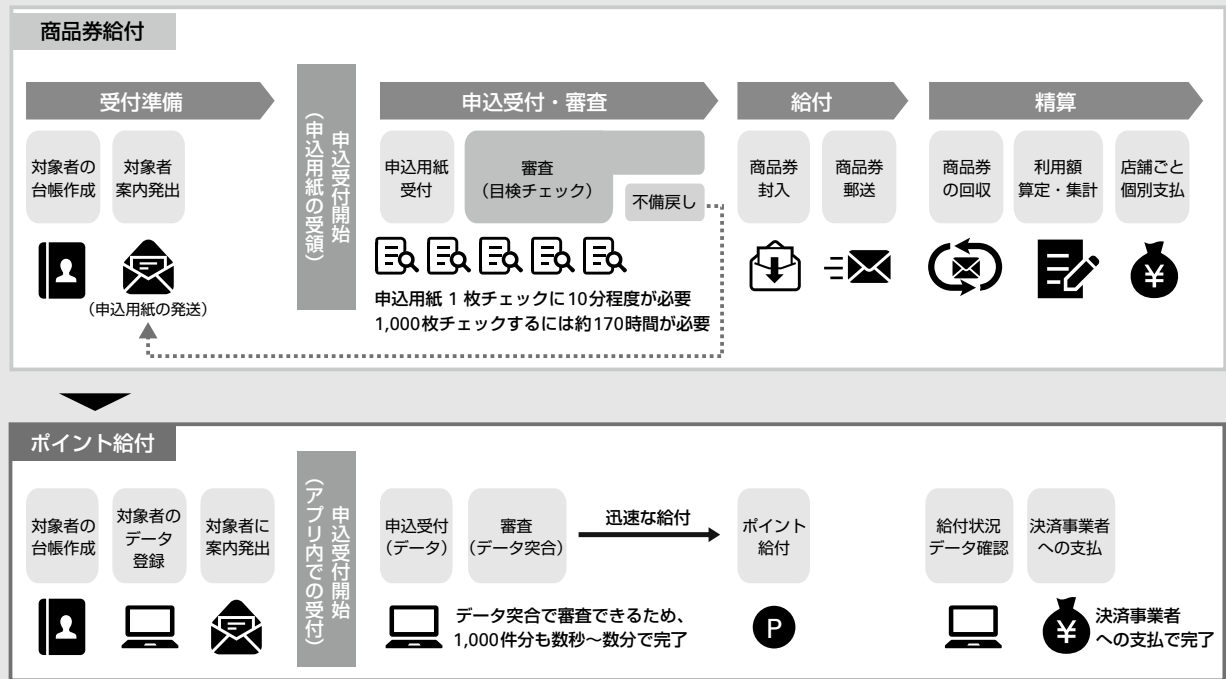 商品券給付
受付準備
対象者の
台帳作成
対象者
案内発出
(申込用紙の発送)
申込受付開始
(申込用紙の受領)
申込受付・審査
申込用紙
受付
審査
(目検チェック)
不備戻し
申込用紙 1 枚チェックに10分程度が必要
1,000枚チェックするには約170時間が必要
給付
商品券
封入
商品券
郵送
精算
商品券
の回収
利用額
算定・集計
店舗ごと
個別支払
¥
ポイント給付
対象者の
台帳作成
対象者の
データ
登録
対象者に
案内発出
申込受付開始
(アプリ内での受付)
申込受付
(データ)
審査
(データ突合)
迅速な給付
データ突合で審査できるため、
1,000件分も数秒〜数分で完了
ポイント
給付
P
給付状況
データ確認
決済事業者
への支払
¥
決済事業者
への支払で完了